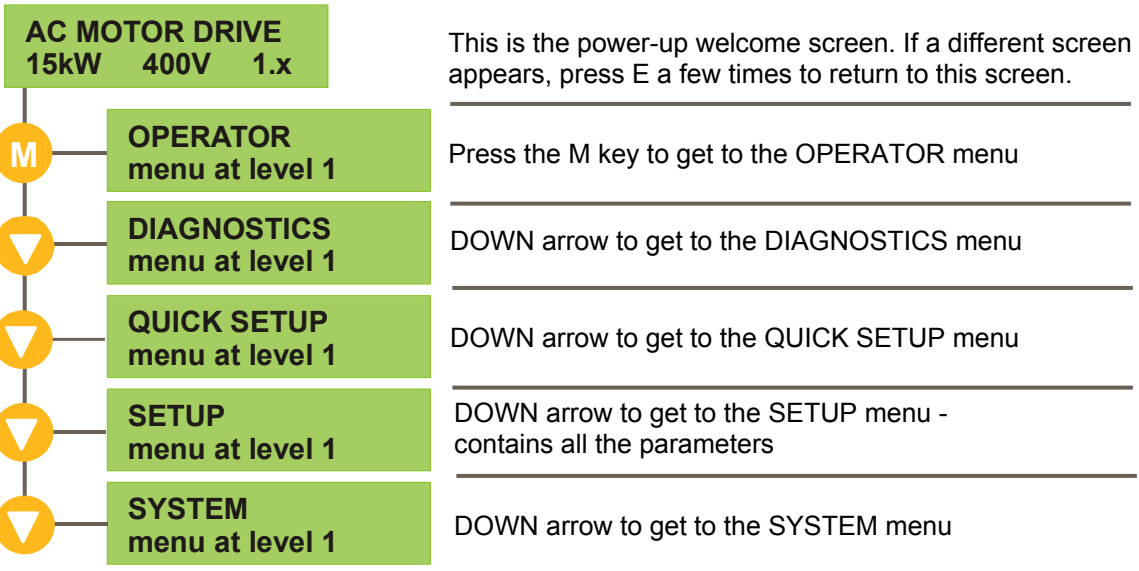 AC MOTOR DRIVE
15kW 400V 1.x
This is the power-up welcome screen. If a different screen
appears, press E a few times to return to this screen.
M
OPERATOR
menu at level 1
Press the M key to get to the OPERATOR menu
DIAGNOSTICS
menu at level 1
DOWN arrow to get to the DIAGNOSTICS menu
QUICK SETUP
menu at level 1
DOWN arrow to get to the QUICK SETUP menu
SETUP
menu at level 1
DOWN arrow to get to the SETUP menu -
contains all the parameters
SYSTEM
menu at level 1
DOWN arrow to get to the SYSTEM menu